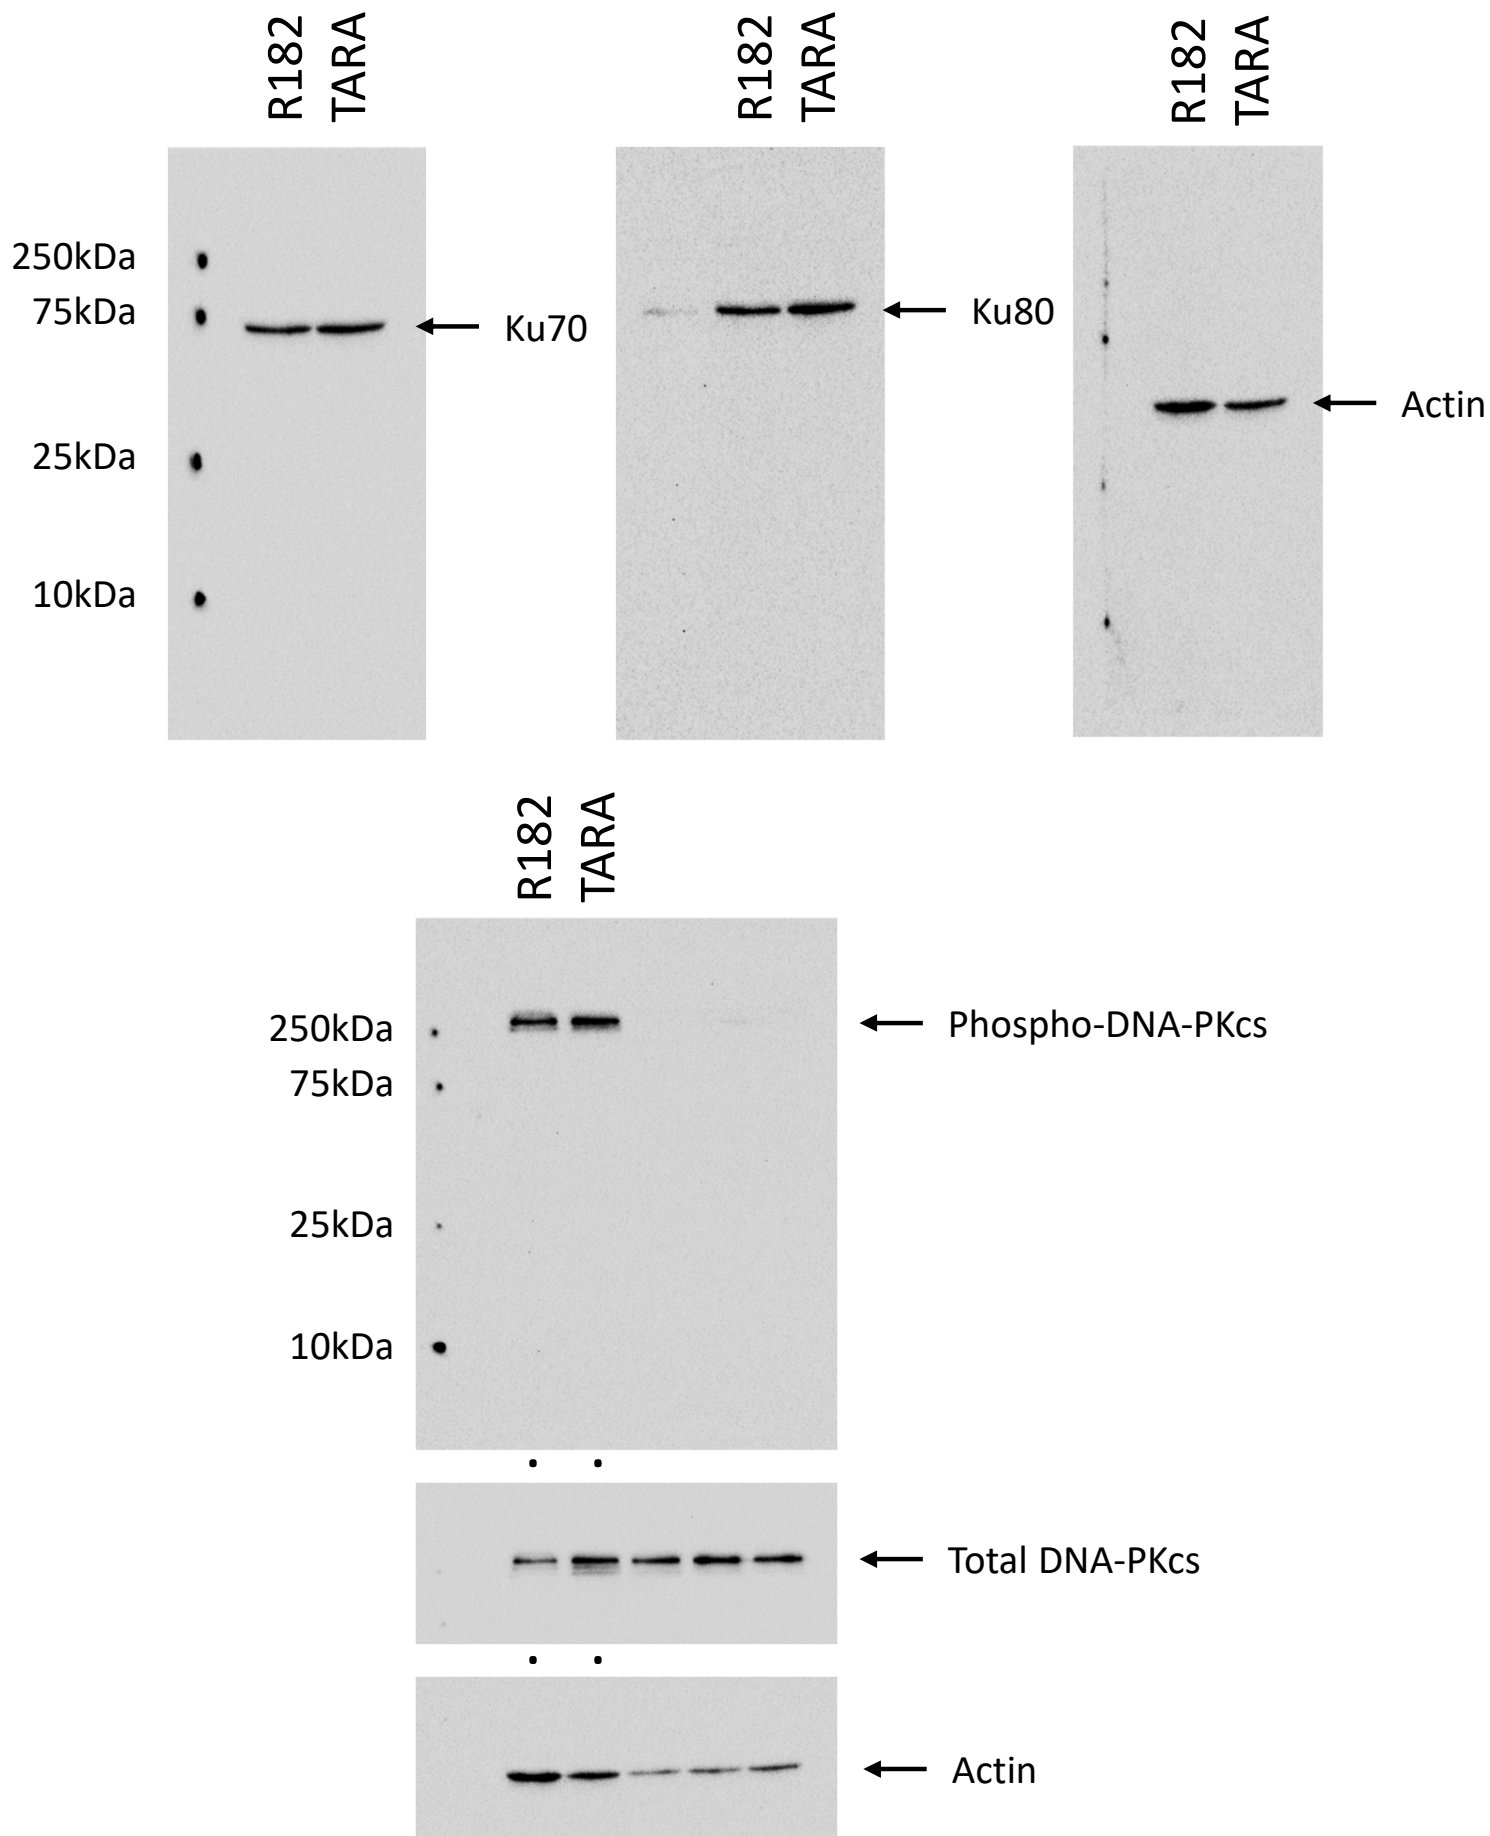 R182
TARA
R182
TARA
R182
TARA
250kDa
75kDa
25kDa
10kDa
Ku70
Ku80
Actin
R182
TARA
250kDa
75kDa
25kDa
10kDa
Phospho-DNA-PKcs
Total DNA-PKcs
Actin